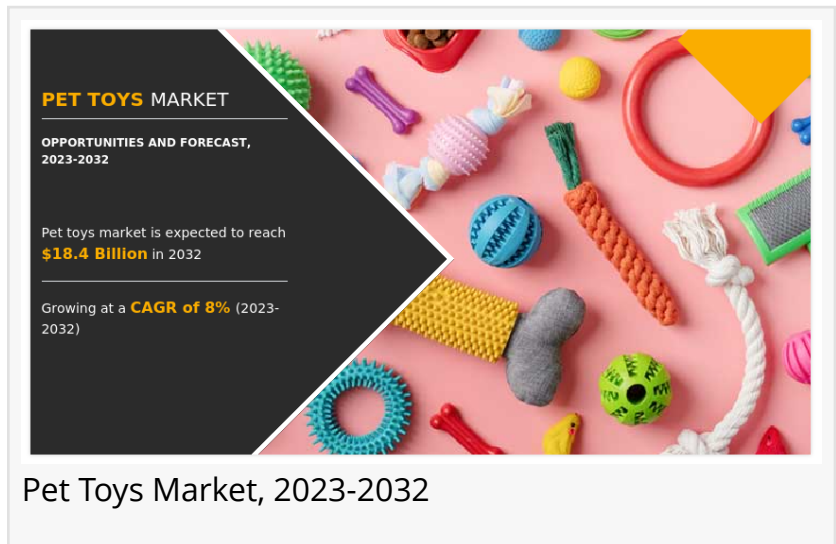 PET TOYS MARKET
OPPORTUNITIES AND FORECAST,
2023-2032
Pet toys market is expected to reach
$18.4 Billion in 2032
Growing at a CAGR of 8% (2023-
2032)
Pet Toys Market, 2023-2032